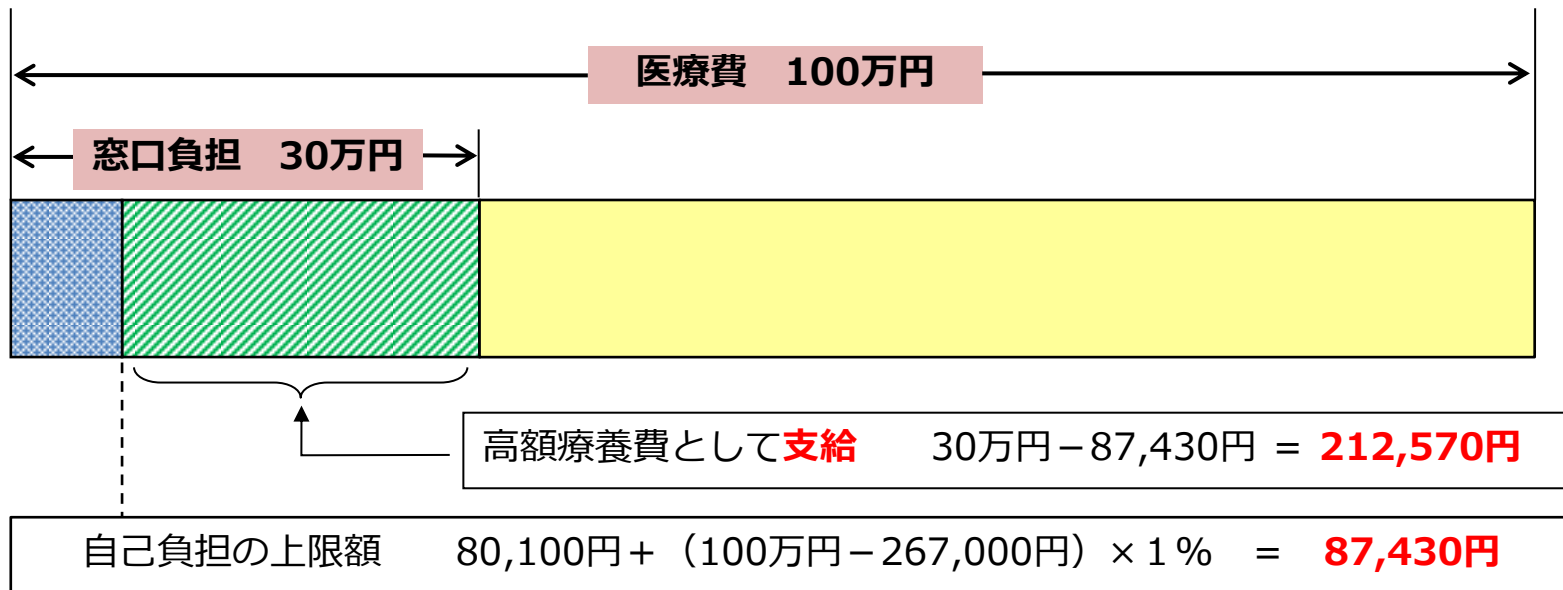 医療費　100万円
窓口負担　30万円
高額療養費として支給　　30万円－87,430円 = 212,570円
自己負担の上限額　　80,100円＋（100万円－267,000円）×１％　=　87,430円